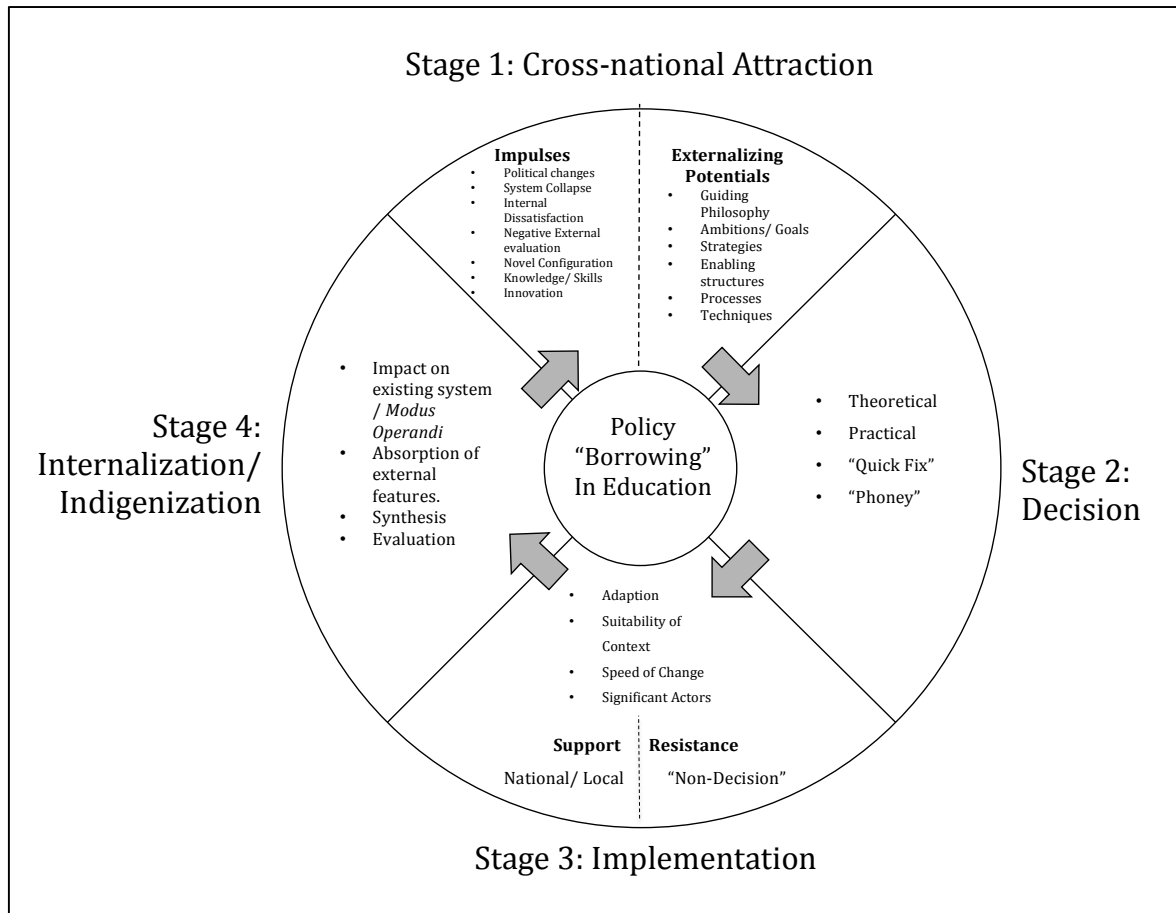 Stage 1: Cross-national Attraction
Impulses
• Political changes
• System Collapse
• Internal
Dissatisfaction
• Negative External
evaluation
• Novel Configuration
• Knowledge/ Skills
• Innovation
Externalizing
Potentials
• Guiding
Philosophy
• Ambitions/ Goals
• Strategies
• Enabling
structures
• Processes
• Techniques
• Theoretical
• Practical
• “Quick Fix”
• “Phoney”
Stage 2:
Decision
Policy
“Borrowing”
In Education
• Adaption
• Suitability of
Context
• Speed of Change
• Significant Actors
Support
National/ Local
Resistance
“Non-Decision”
Stage 3: Implementation
• Impact on
existing system
/ Modus
Operandi
• Absorption of
external
features.
• Synthesis
• Evaluation
Stage 4:
Internalization/
Indigenization